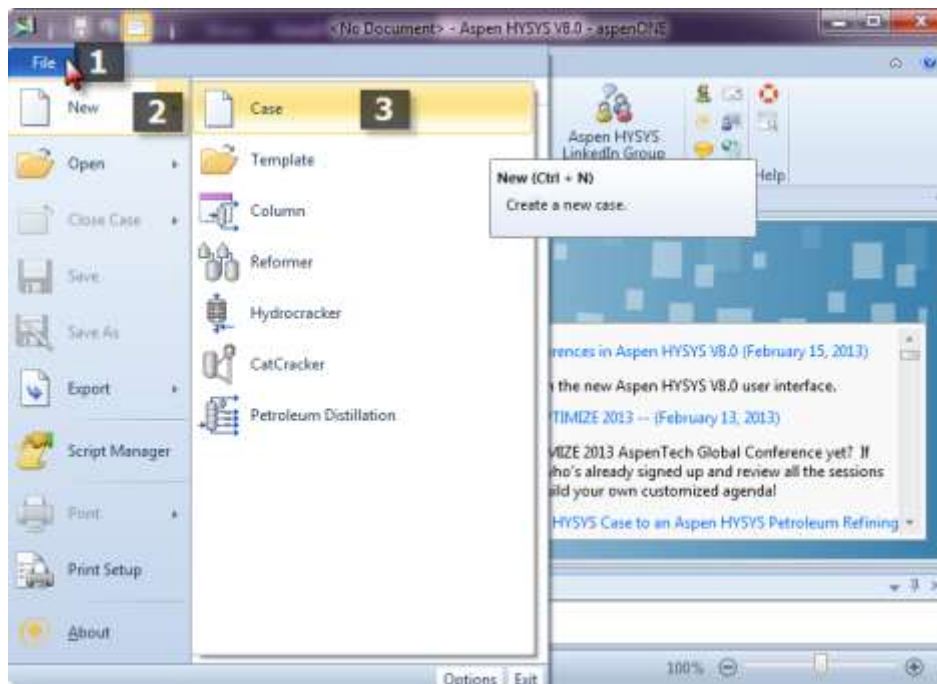 <No Document> - Aspen HYSYS V8.0 - aspenONE
File
1
New
2
Open
Close Case
Save
Save As
Export
Script Manager
Print
Print Setup
About
Case
3
Template
Column
Reformer
Hydrocracker
CatCracker
Petroleum Distillation
Options
Exit
Aspen HYSYS
LinkedIn Group
Help
New (Ctrl + N)
Create a new case.
rences in Aspen HYSYS V8.0 (February 15, 2013)
the new Aspen HYSYS V8.0 user interface.
TIMIZE 2013 -- (February 13, 2013)
MIZE 2013 AspenTech Global Conference yet? If
who's already signed up and review all the sessions
ild your own customized agenda!
HYSYS Case to an Aspen HYSYS Petroleum Refining
100%